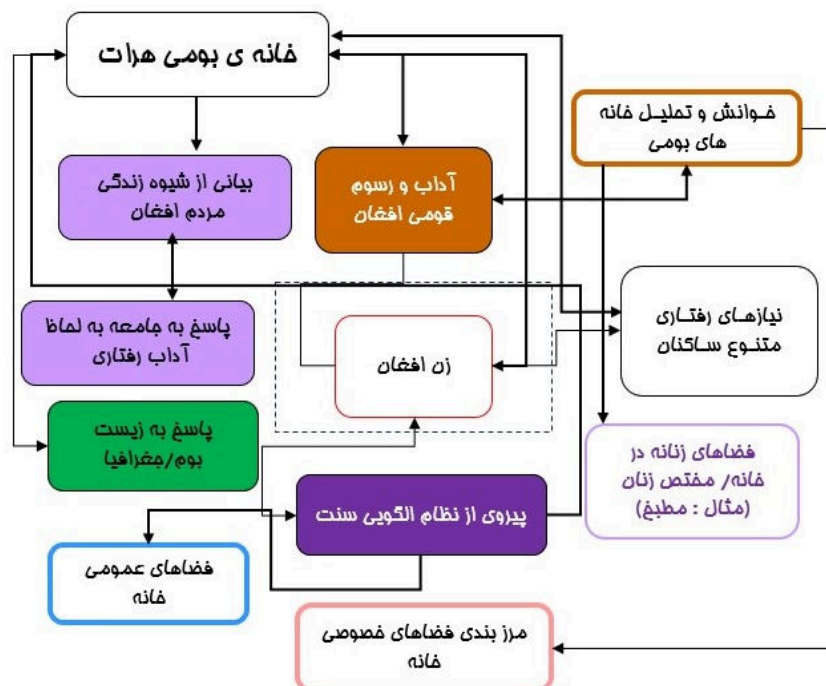 خانه ی بومی هرات
خوانش و تحلیل خانه
های بومی
بیانی از شیوه زندگی
مردم افغان
آداب و رسوم
قومی افغان
نیازهای رفتاری
متنوع ساکنان
پاسخ به جامعه به لحاظ
آداب رفتاری
زن افغان
پاسخ به زیست
بوم/جغرافیا
فضاهای زنانه در
خانه/ مختص زنان
(مثال : مطبخ)
پیروی از نظام الگویی سنت
فضاهای عمومی
خانه
مرز بندی فضاهای خصوصی
خانه